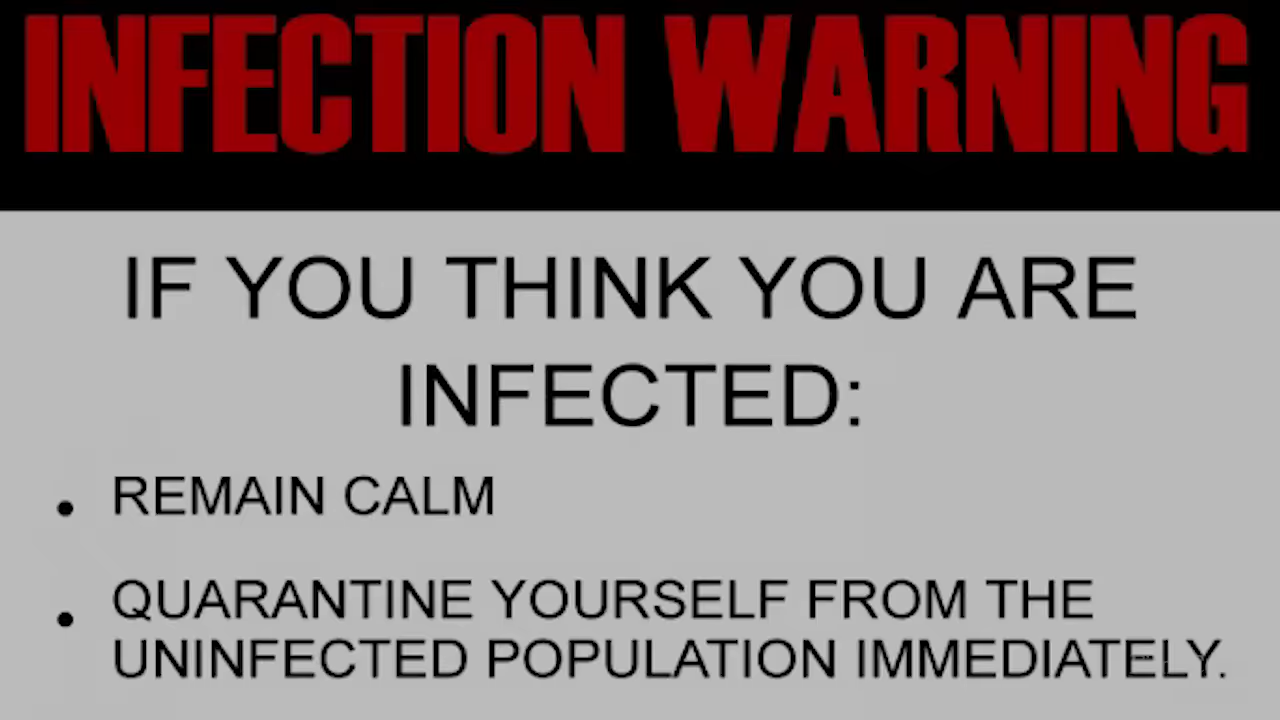 INFECTION WARNING
IF YOU THINK YOU ARE
INFECTED:
• REMAIN CALM
• QUARANTINE YOURSELF FROM THE
UNINFECTED POPULATION IMMEDIATELY.